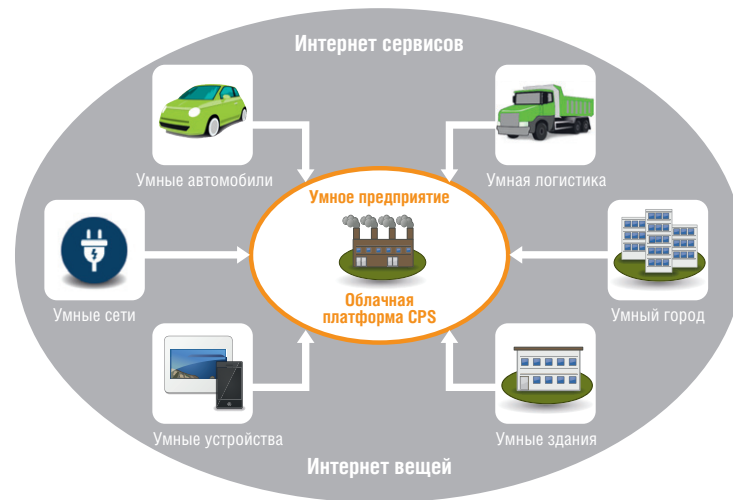 Интернет сервисов
Умные автомобили
Умная логистика
Умное предприятие
Облачная
платформа CPS
Умные сети
Умный город
Умные устройства
Умные здания
Интернет вещей